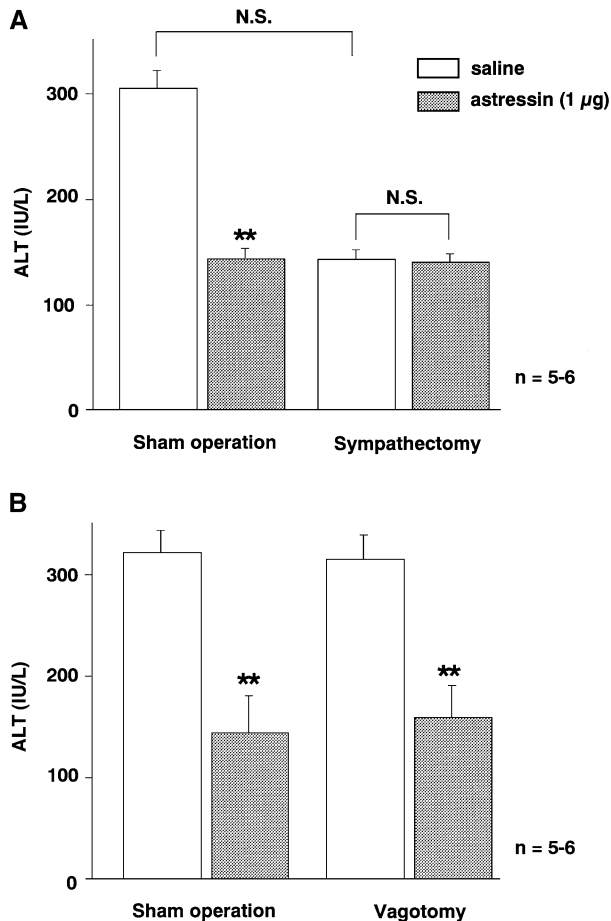 A
N.S.
saline
astressin (1 µg)
300
200
100
0
ALT (IU/L)
**
N.S.
n = 5-6
Sham operation
Sympathectomy
B
300
200
100
0
ALT (IU/L)
**
**
n = 5-6
Sham operation
Vagotomy